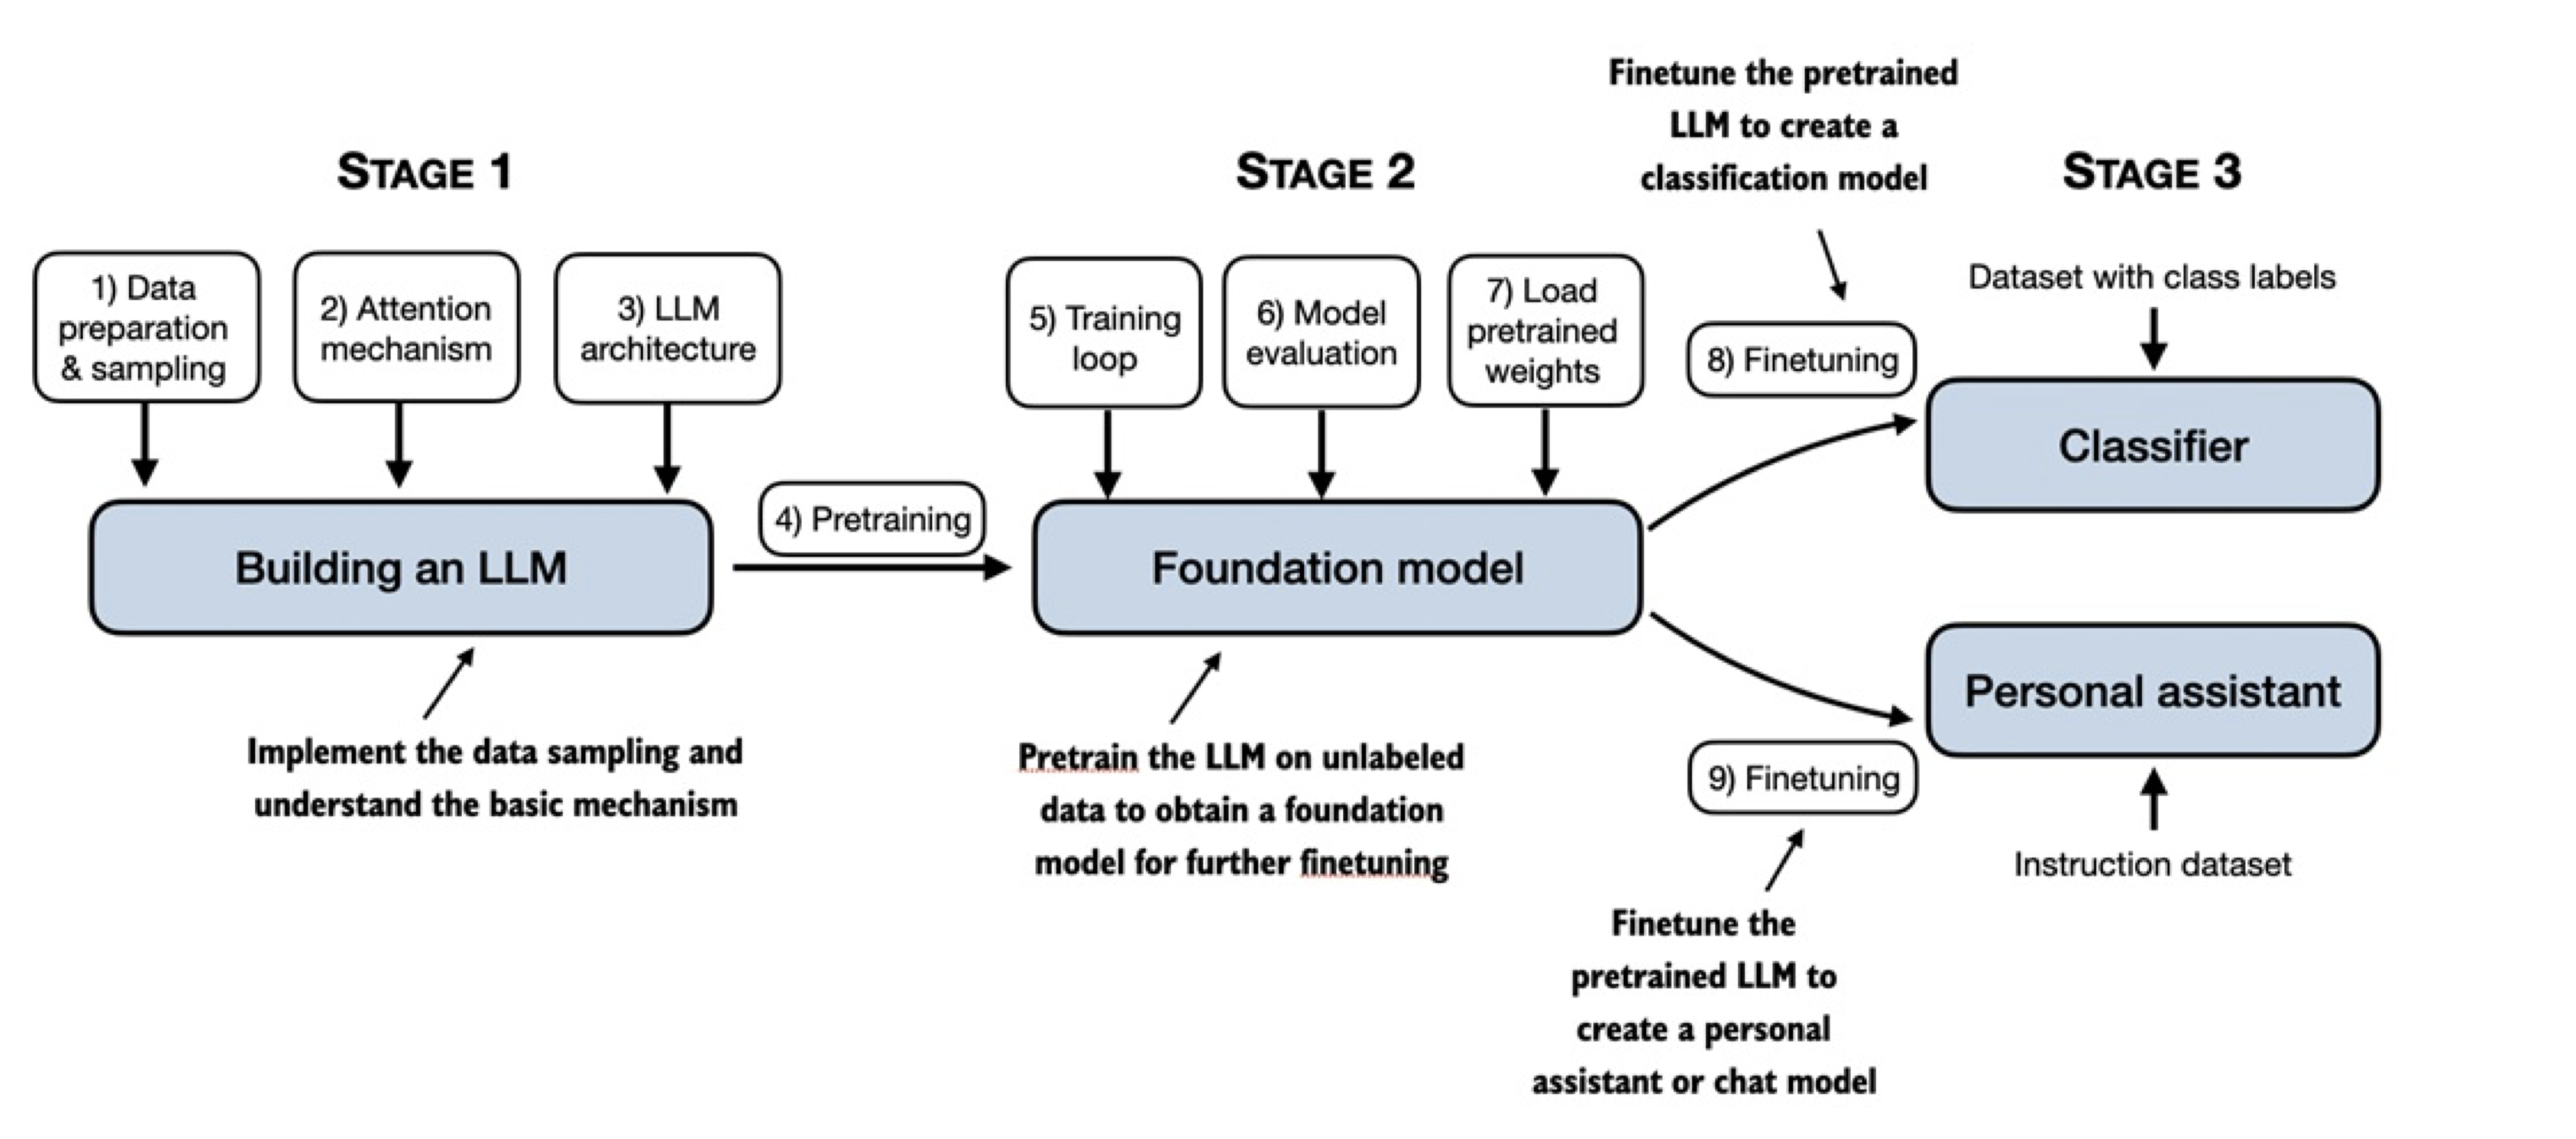 STAGE 1
1) Data
preparation
& sampling
2) Attention
mechanism
3) LLM
architecture
Building an LLM
Implement the data sampling and
understand the basic mechanism
4) Pretraining
STAGE 2
5) Training
loop
6) Model
evaluation
7) Load
pretrained
weights
Foundation model
Pretrain the LLM on unlabeled
data to obtain a foundation
model for further finetuning
Finetune the pretrained
LLM to create a
classification model
8) Finetuning
STAGE 3
Dataset with class labels
Classifier
Personal assistant
Instruction dataset
9) Finetuning
Finetune the
pretrained LLM to
create a personal
assistant or chat model